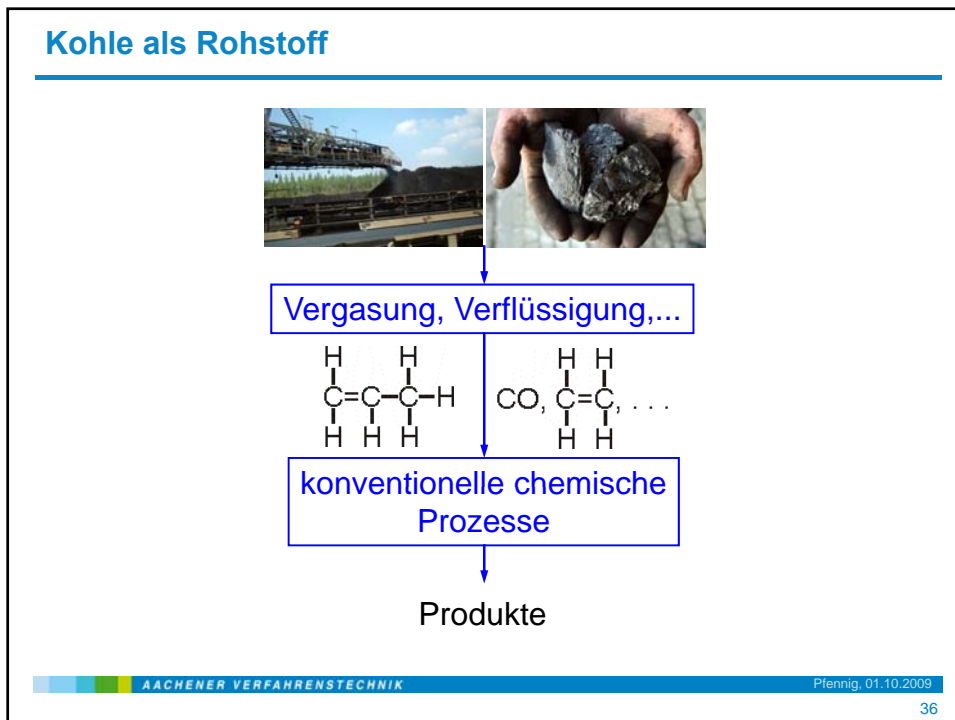 Kohle als Rohstoff
Vergasung, Verflüssigung,...
H H H H
C=C–C–H CO, C=C, . . .
H H H H H
konventionelle chemische
Prozesse
Produkte
AACHENER VERFAHRENSTECHNIK Pfennig, 01.10.2009
36